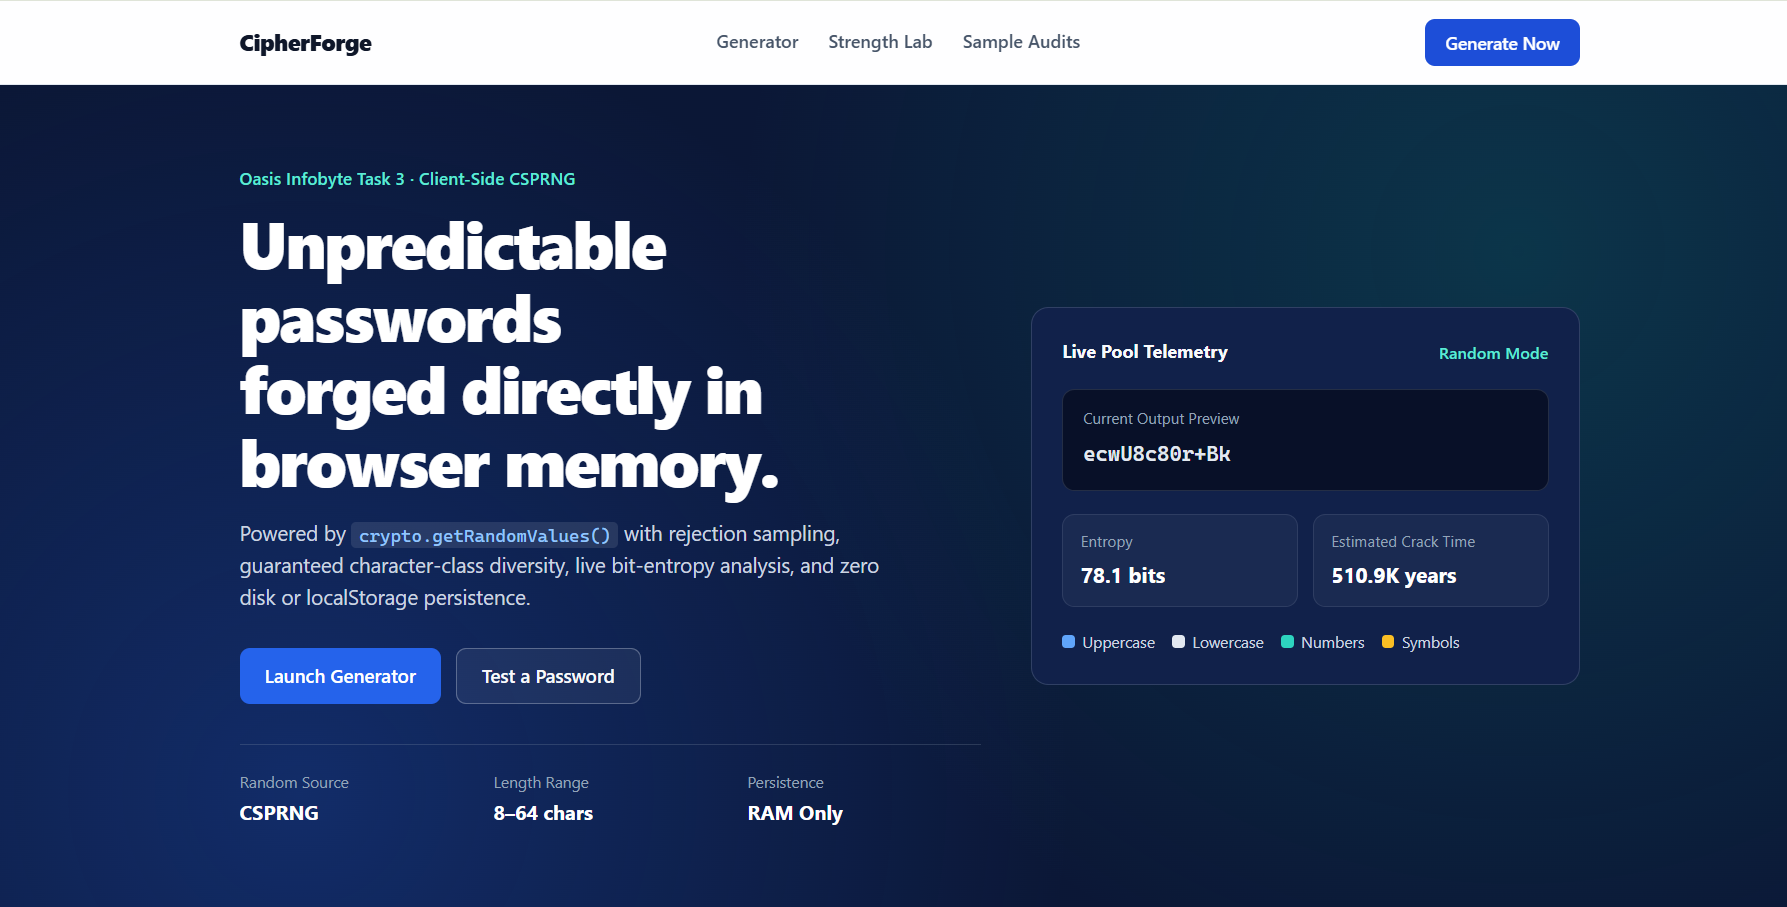 CipherForge
Generator
Strength Lab
Sample Audits
Generate Now
Oasis Infobyte Task 3 · Client-Side CSPRNG
Unpredictable
passwords
forged directly in
browser memory.
Powered by crypto.getRandomValues() with rejection sampling,
guaranteed character-class diversity, live bit-entropy analysis, and zero
disk or localStorage persistence.
Launch Generator
Test a Password
Random Source
CSPRNG
Length Range
8–64 chars
Persistence
RAM Only
Live Pool Telemetry
Random Mode
Current Output Preview
ecwU8c80r+Bk
Entropy
78.1 bits
Estimated Crack Time
510.9K years
Uppercase
Lowercase
Numbers
Symbols